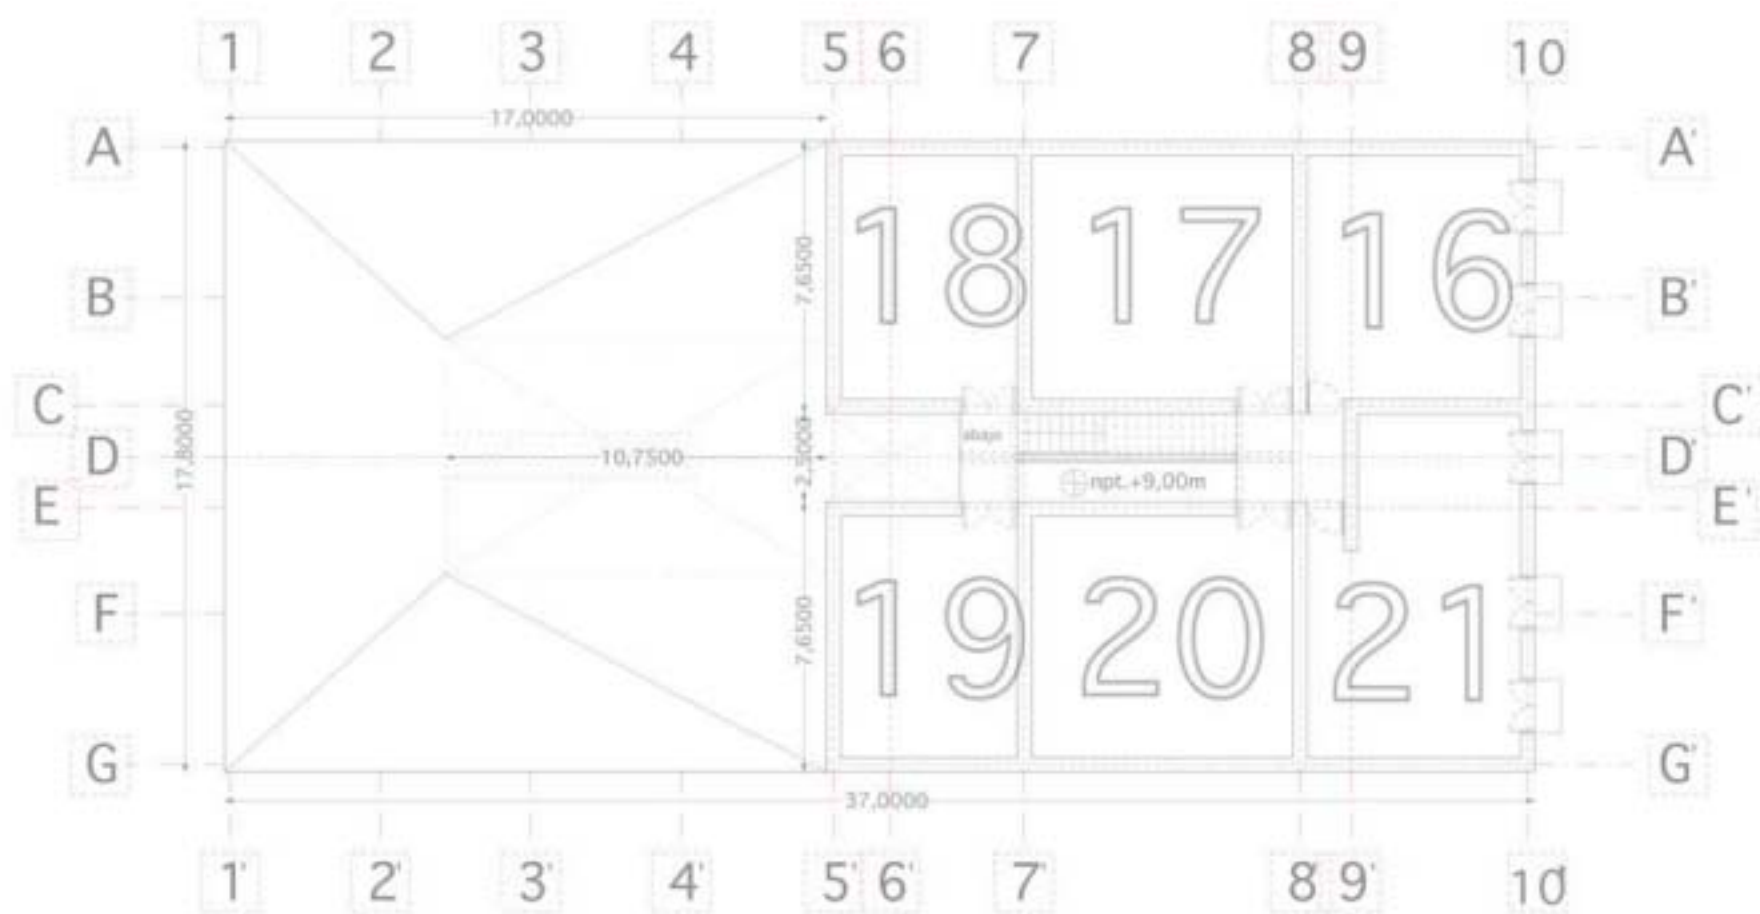 1 2 3 4 5 6 7 8 9 10
17,0000
A A'
18 17 16
7,6500
B B'
C C'
17,8000
2,5000
abajo
D 10,7500 D'
npt.+9,00m
E E'
19 20 21
7,6500
F F'
G G'
37,0000
1' 2' 3' 4' 5' 6' 7' 8' 9' 10'